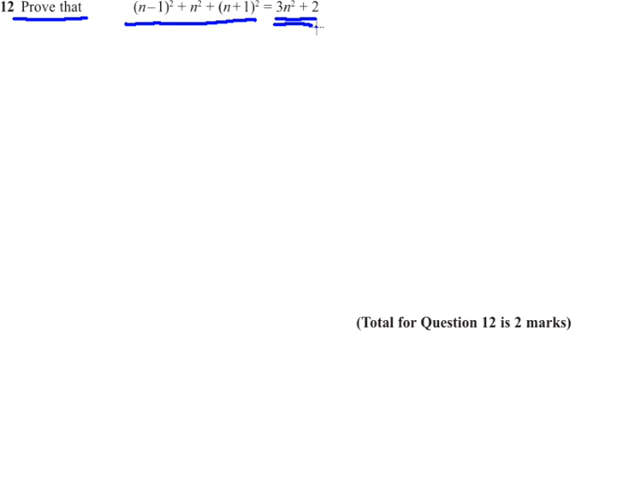 12 Prove that (n−1)² + n² + (n+1)² = 3n² + 2
(Total for Question 12 is 2 marks)